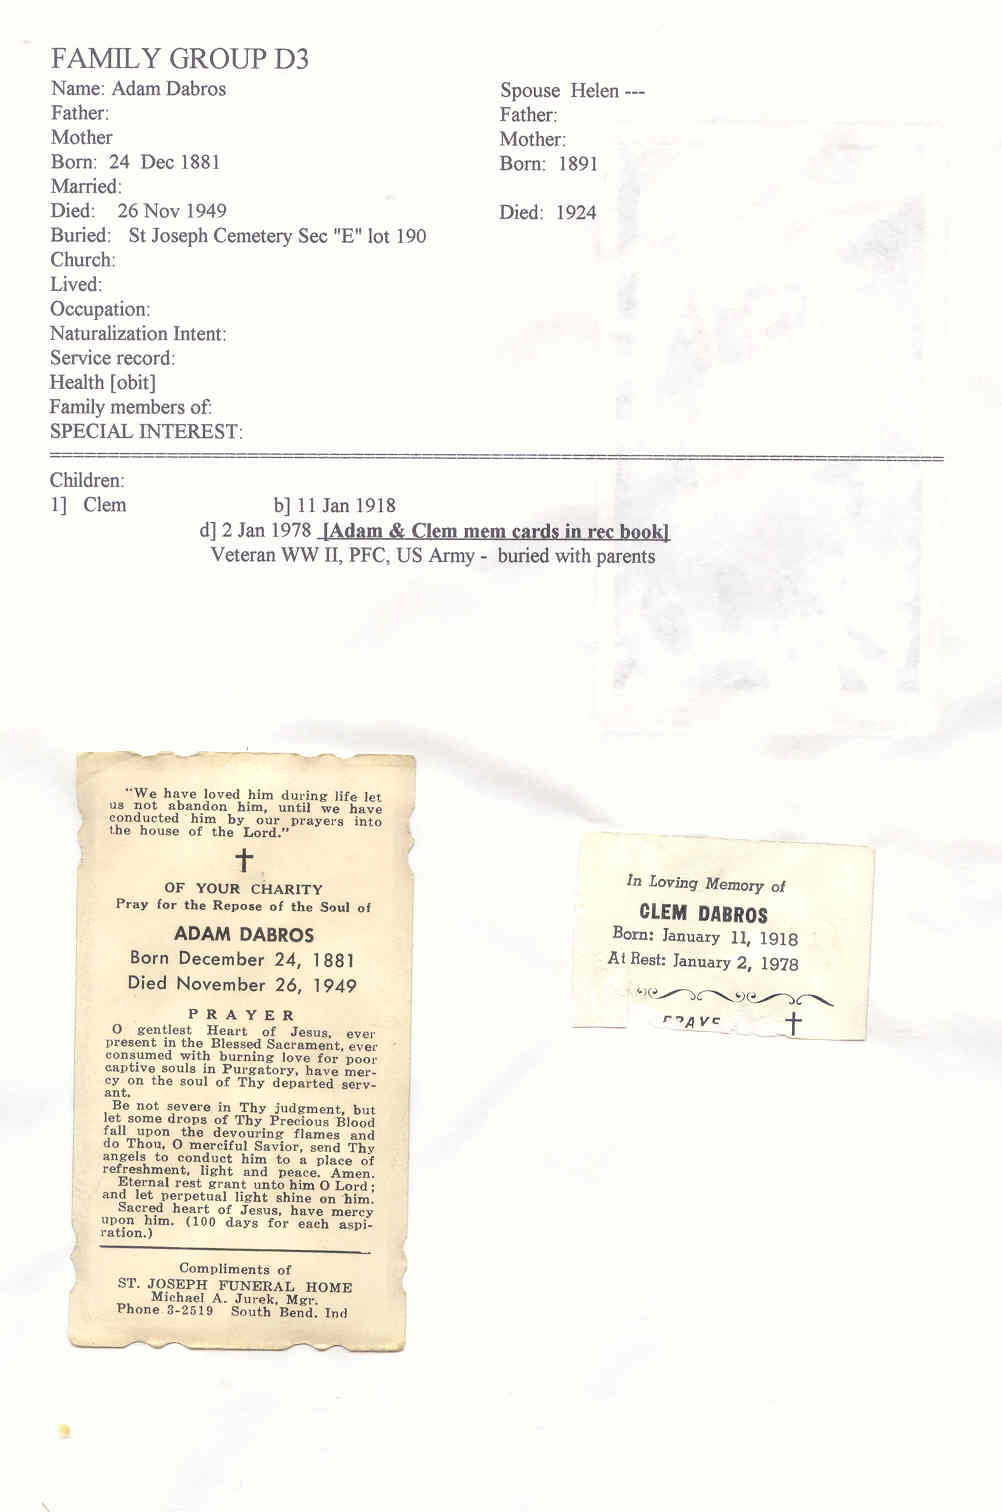 FAMILY GROUP D3
Name: Adam Dabros
Father:
Mother
Born: 24 Dec 1881
Married:
Died: 26 Nov 1949
Buried: St Joseph Cemetery Sec "E" lot 190
Church:
Lived:
Occupation:
Naturalization Intent:
Service record:
Health [obit]
Family members of:
SPECIAL INTEREST:
Spouse Helen ---
Father:
Mother:
Born: 1891
Died: 1924
Children:
1] Clem b] 11 Jan 1918
d] 2 Jan 1978 [Adam & Clem mem cards in rec book]
Veteran WW II, PFC, US Army - buried with parents
"We have loved him during life let
us not abandon him, until we have
conducted him by our prayers into
the house of the Lord."
OF YOUR CHARITY
Pray for the Repose of the Soul of
ADAM DABROS
Born December 24, 1881
Died November 26, 1949
PRAYER
O gentlest Heart of Jesus, ever
present in the Blessed Sacrament, ever
consumed with burning love for poor
captive souls in Purgatory, have mer-
cy on the soul of Thy departed serv-
ant.
Be not severe in Thy judgment, but
let some drops of Thy Precious Blood
fall upon the devouring flames and
do Thou, O merciful Savior, send Thy
angels to conduct him to a place of
refreshment, light and peace. Amen.
Eternal rest grant unto him O Lord;
and let perpetual light shine on him.
Sacred heart of Jesus, have mercy
upon him. (100 days for each aspi-
ration.)
Compliments of
ST. JOSEPH FUNERAL HOME
Michael A. Jurek, Mgr.
Phone 3-2519 South Bend, Ind
In Loving Memory of
CLEM DABROS
Born: January 11, 1918
At Rest: January 2, 1978